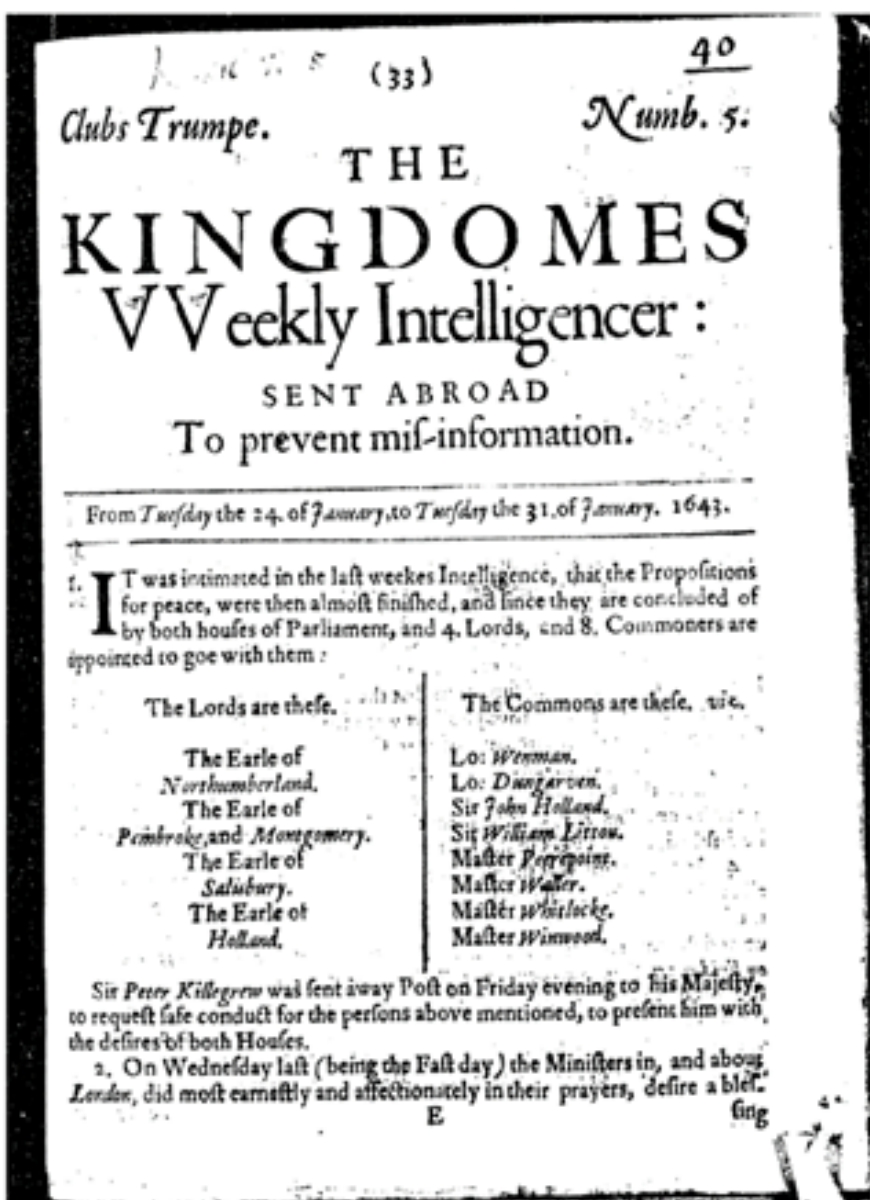 (33)
40
Clubs Trumpe.
Numb. 5.
THE
KINGDOMES
VVeekly Intelligencer:
SENT ABROAD
To prevent miſ-information.
From Tueſday the 24. of January, to Tueſday the 31. of January. 1643.
1. IT was intimated in the laſt weekes Intelligence, that the Propoſitions
for peace, were then almoſt finiſhed, and ſince they are concluded of
by both houſes of Parliament, and 4. Lords, and 8. Commoners are
appointed to goe with them:
The Lords are theſe.
The Earle of
Northumberland.
The Earle of
Pembroke, and Montgomery.
The Earle of
Salisbury.
The Earle of
Holland.
The Commons are theſe. viz.
Lo: Wenman.
Lo: Dungarven.
Sir John Holland.
Sir William Litton.
Maſter Perrepoint.
Maſter Waller.
Maſter Whitlocke.
Maſter Winwood.
Sir Peter Killegrew was ſent away Poſt on Friday evening to his Majeſty,
to requeſt ſafe conduct for the perſons above mentioned, to preſent him with
the deſires of both Houſes.
2. On Wedneſday laſt (being the Faſt day) the Miniſters in, and about
London, did moſt earneſtly and affectionately in their prayers, deſire a bleſ-
E
ſing